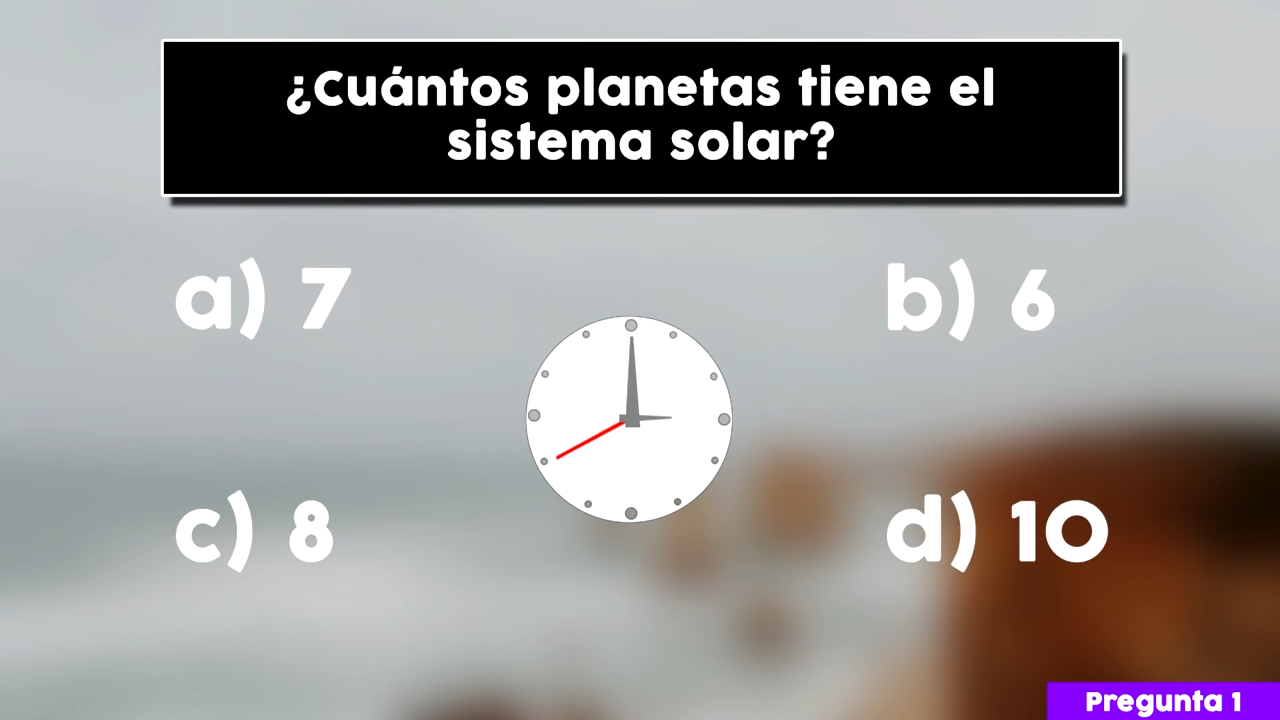 ¿Cuántos planetas tiene el
sistema solar?
a) 7
b) 6
c) 8
d) 10
Pregunta 1